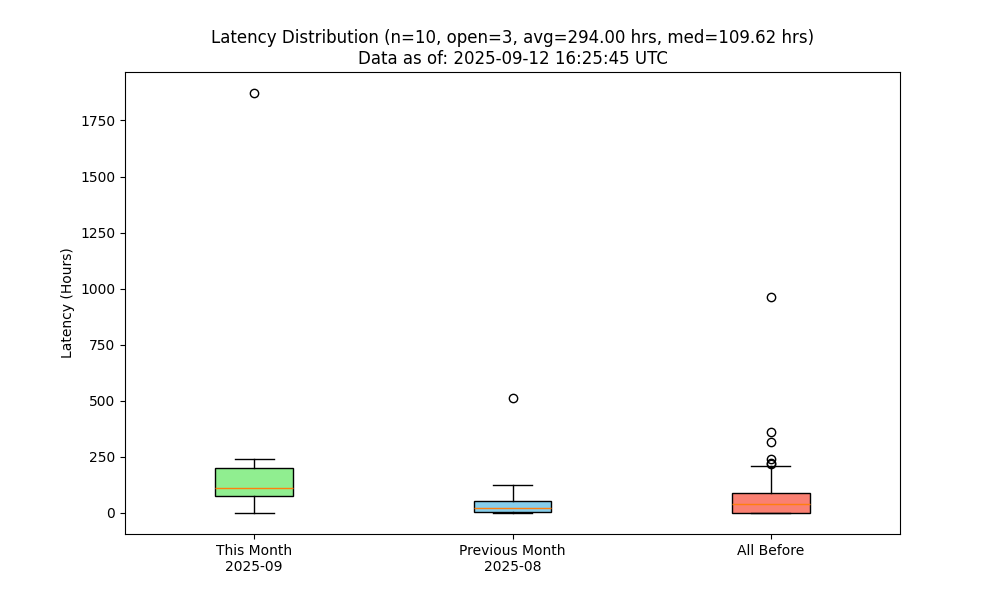 Latency Distribution (n=10, open=3, avg=294.00 hrs, med=109.62 hrs)
Data as of: 2025-09-12 16:25:45 UTC
Latency (Hours)
1750
1500
1250
1000
750
500
250
0
This Month
2025-09
Previous Month
2025-08
All Before